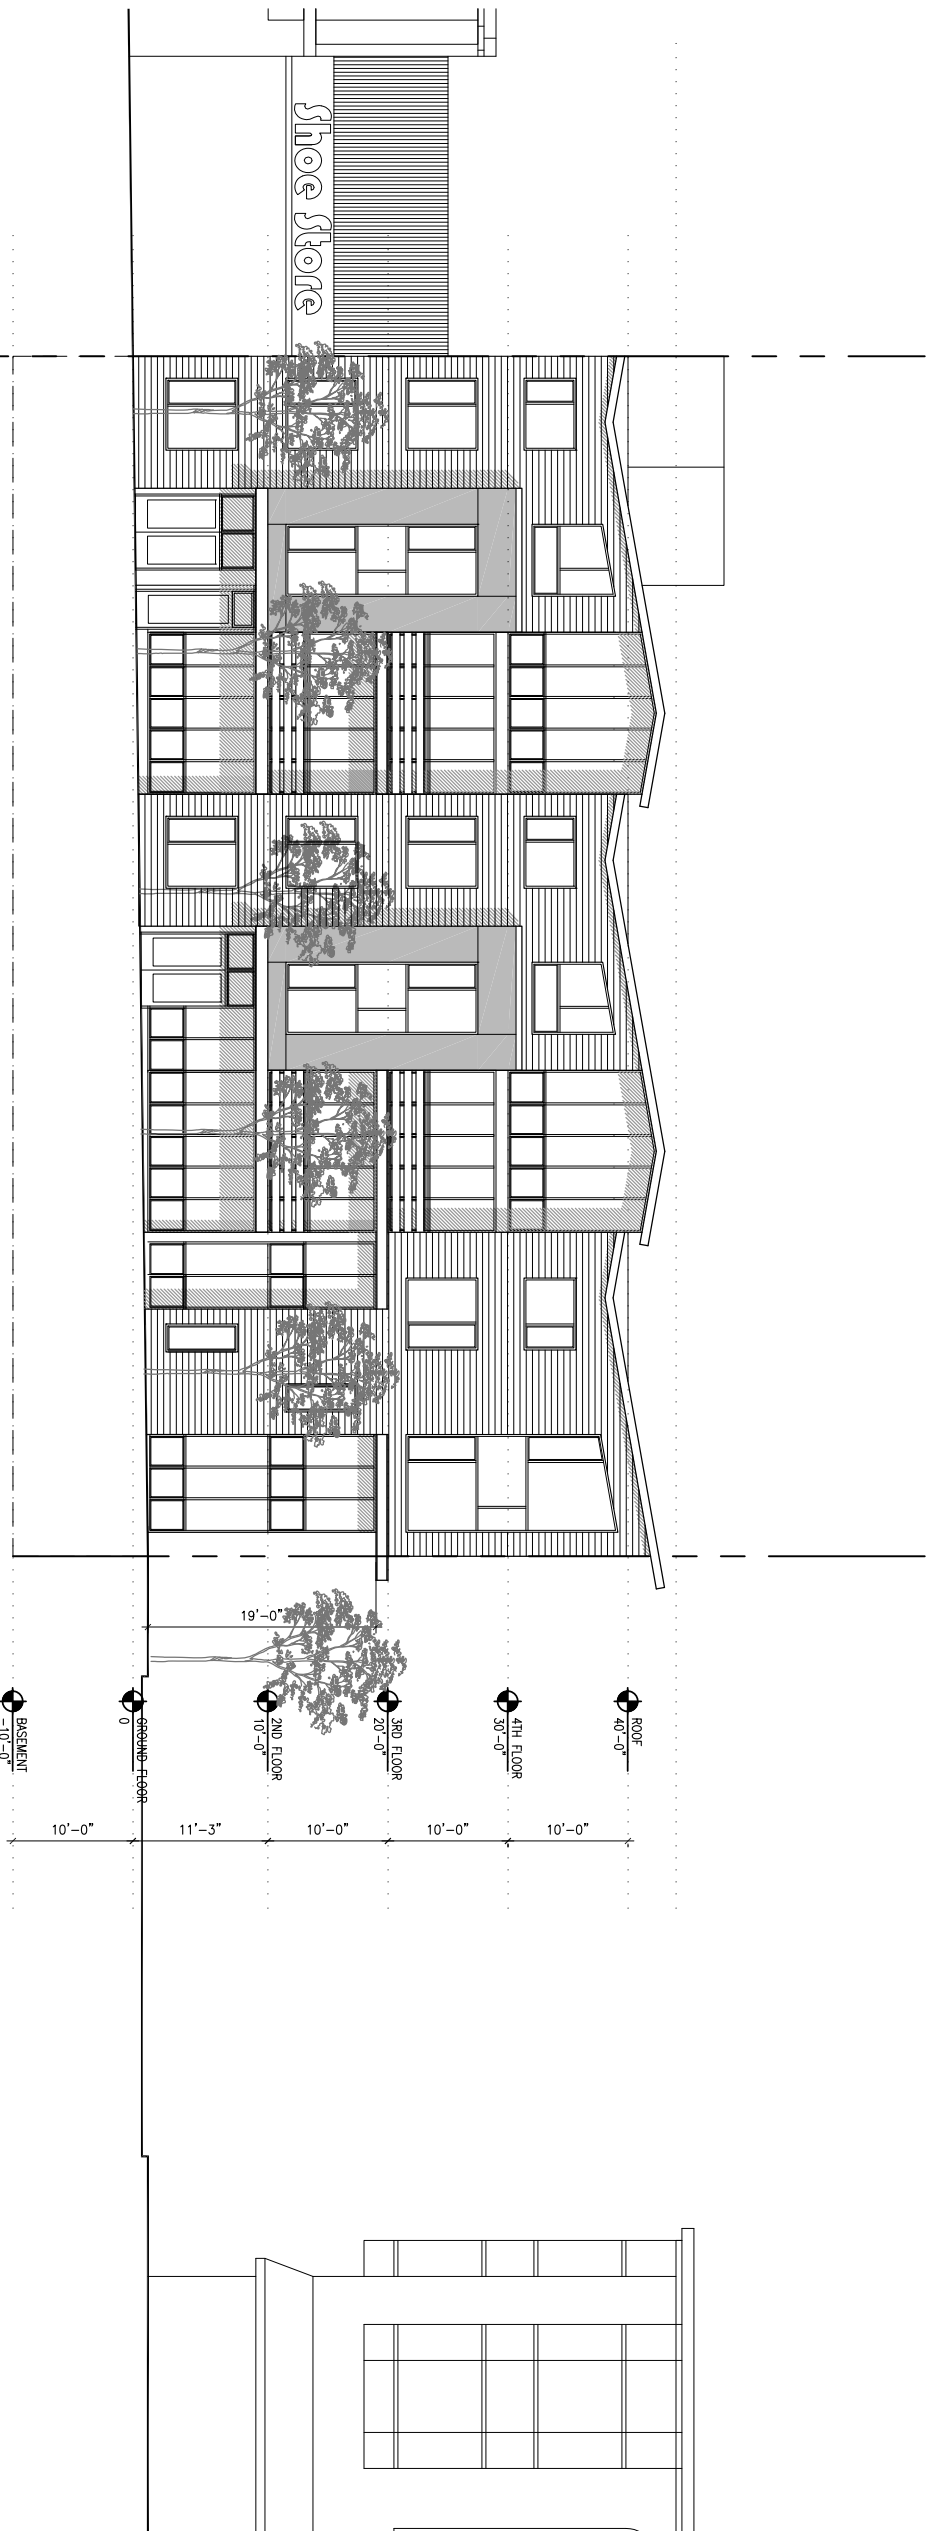 Shoe Store
19'-0"
ROOF
40'-0"
4TH FLOOR
30'-0"
3RD FLOOR
20'-0"
2ND FLOOR
10'-0"
GROUND FLOOR
0
BASEMENT
-10'-0"
10'-0"
11'-3"
10'-0"
10'-0"
10'-0"